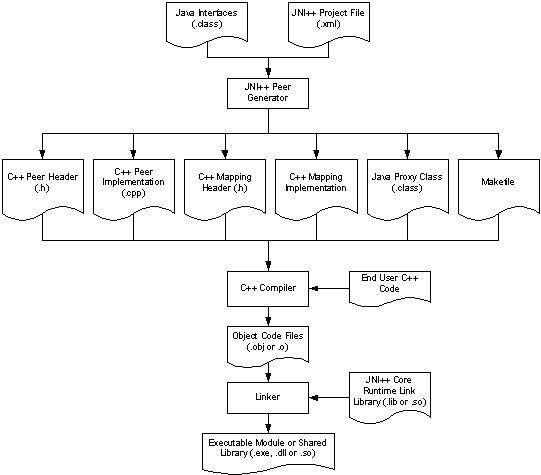 Java Interfaces
(.class)
JNI++ Project File
(.xml)
JNI++ Peer
Generator
C++ Peer Header
(.h)
C++ Peer
Implementation
(.cpp)
C++ Mapping
Header (.h)
C++ Mapping
Implementation
Java Proxy Class
(.class)
Makefile
C++ Compiler
End User C++
Code
Object Code Files
(.obj or .o)
Linker
JNI++ Core
Runtime Link
Library (.lib or .so)
Executable Module or Shared
Library (.exe, .dll or .so)